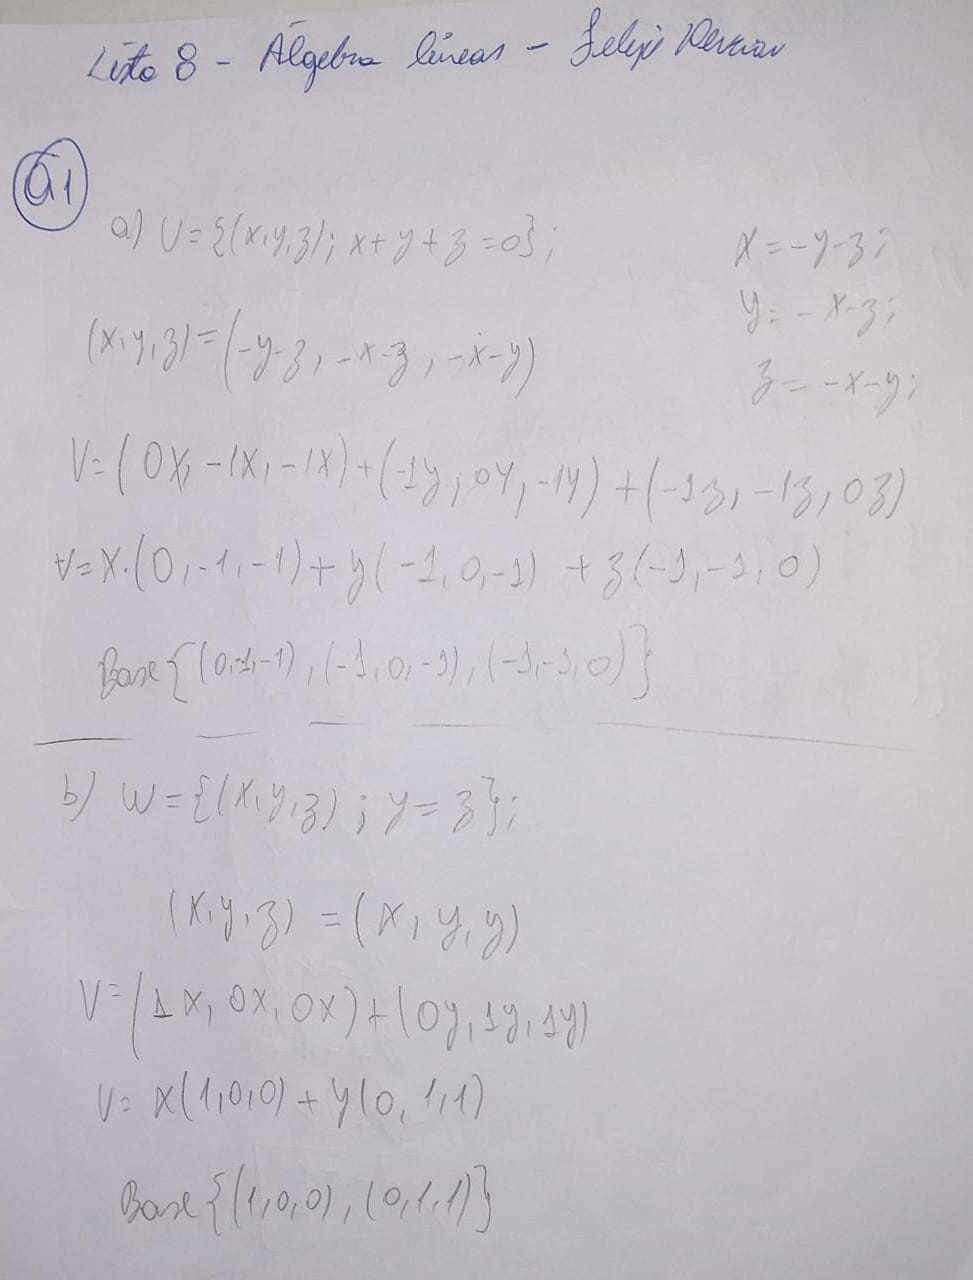 Lista 8 - Álgebra linear - Felipe
Q1
a) U={(x,y,z); x+y+z=0};
x=-y-z;
y=-x-z;
z=-x-y;
(x,y,z)=(-y-z, -x-z, -x-y)
V=(0x,-1x,-1x)+(-1y;0y,-1y)+(-1z,-1z,0z)
V=x.(0,-1,-1)+y(-1,0,-1)+z(-1,-1,0)
Base{(0,-1,-1),(-1,0,-1),(-1,-1,0)}
b) W={(x,y,z); y=z};
(x,y,z)=(x,y,y)
V=(1x,0x,0x)+(0y,1y,1y)
V=x(1,0,0)+y(0,1,1)
Base{(1,0,0),(0,1,1)}